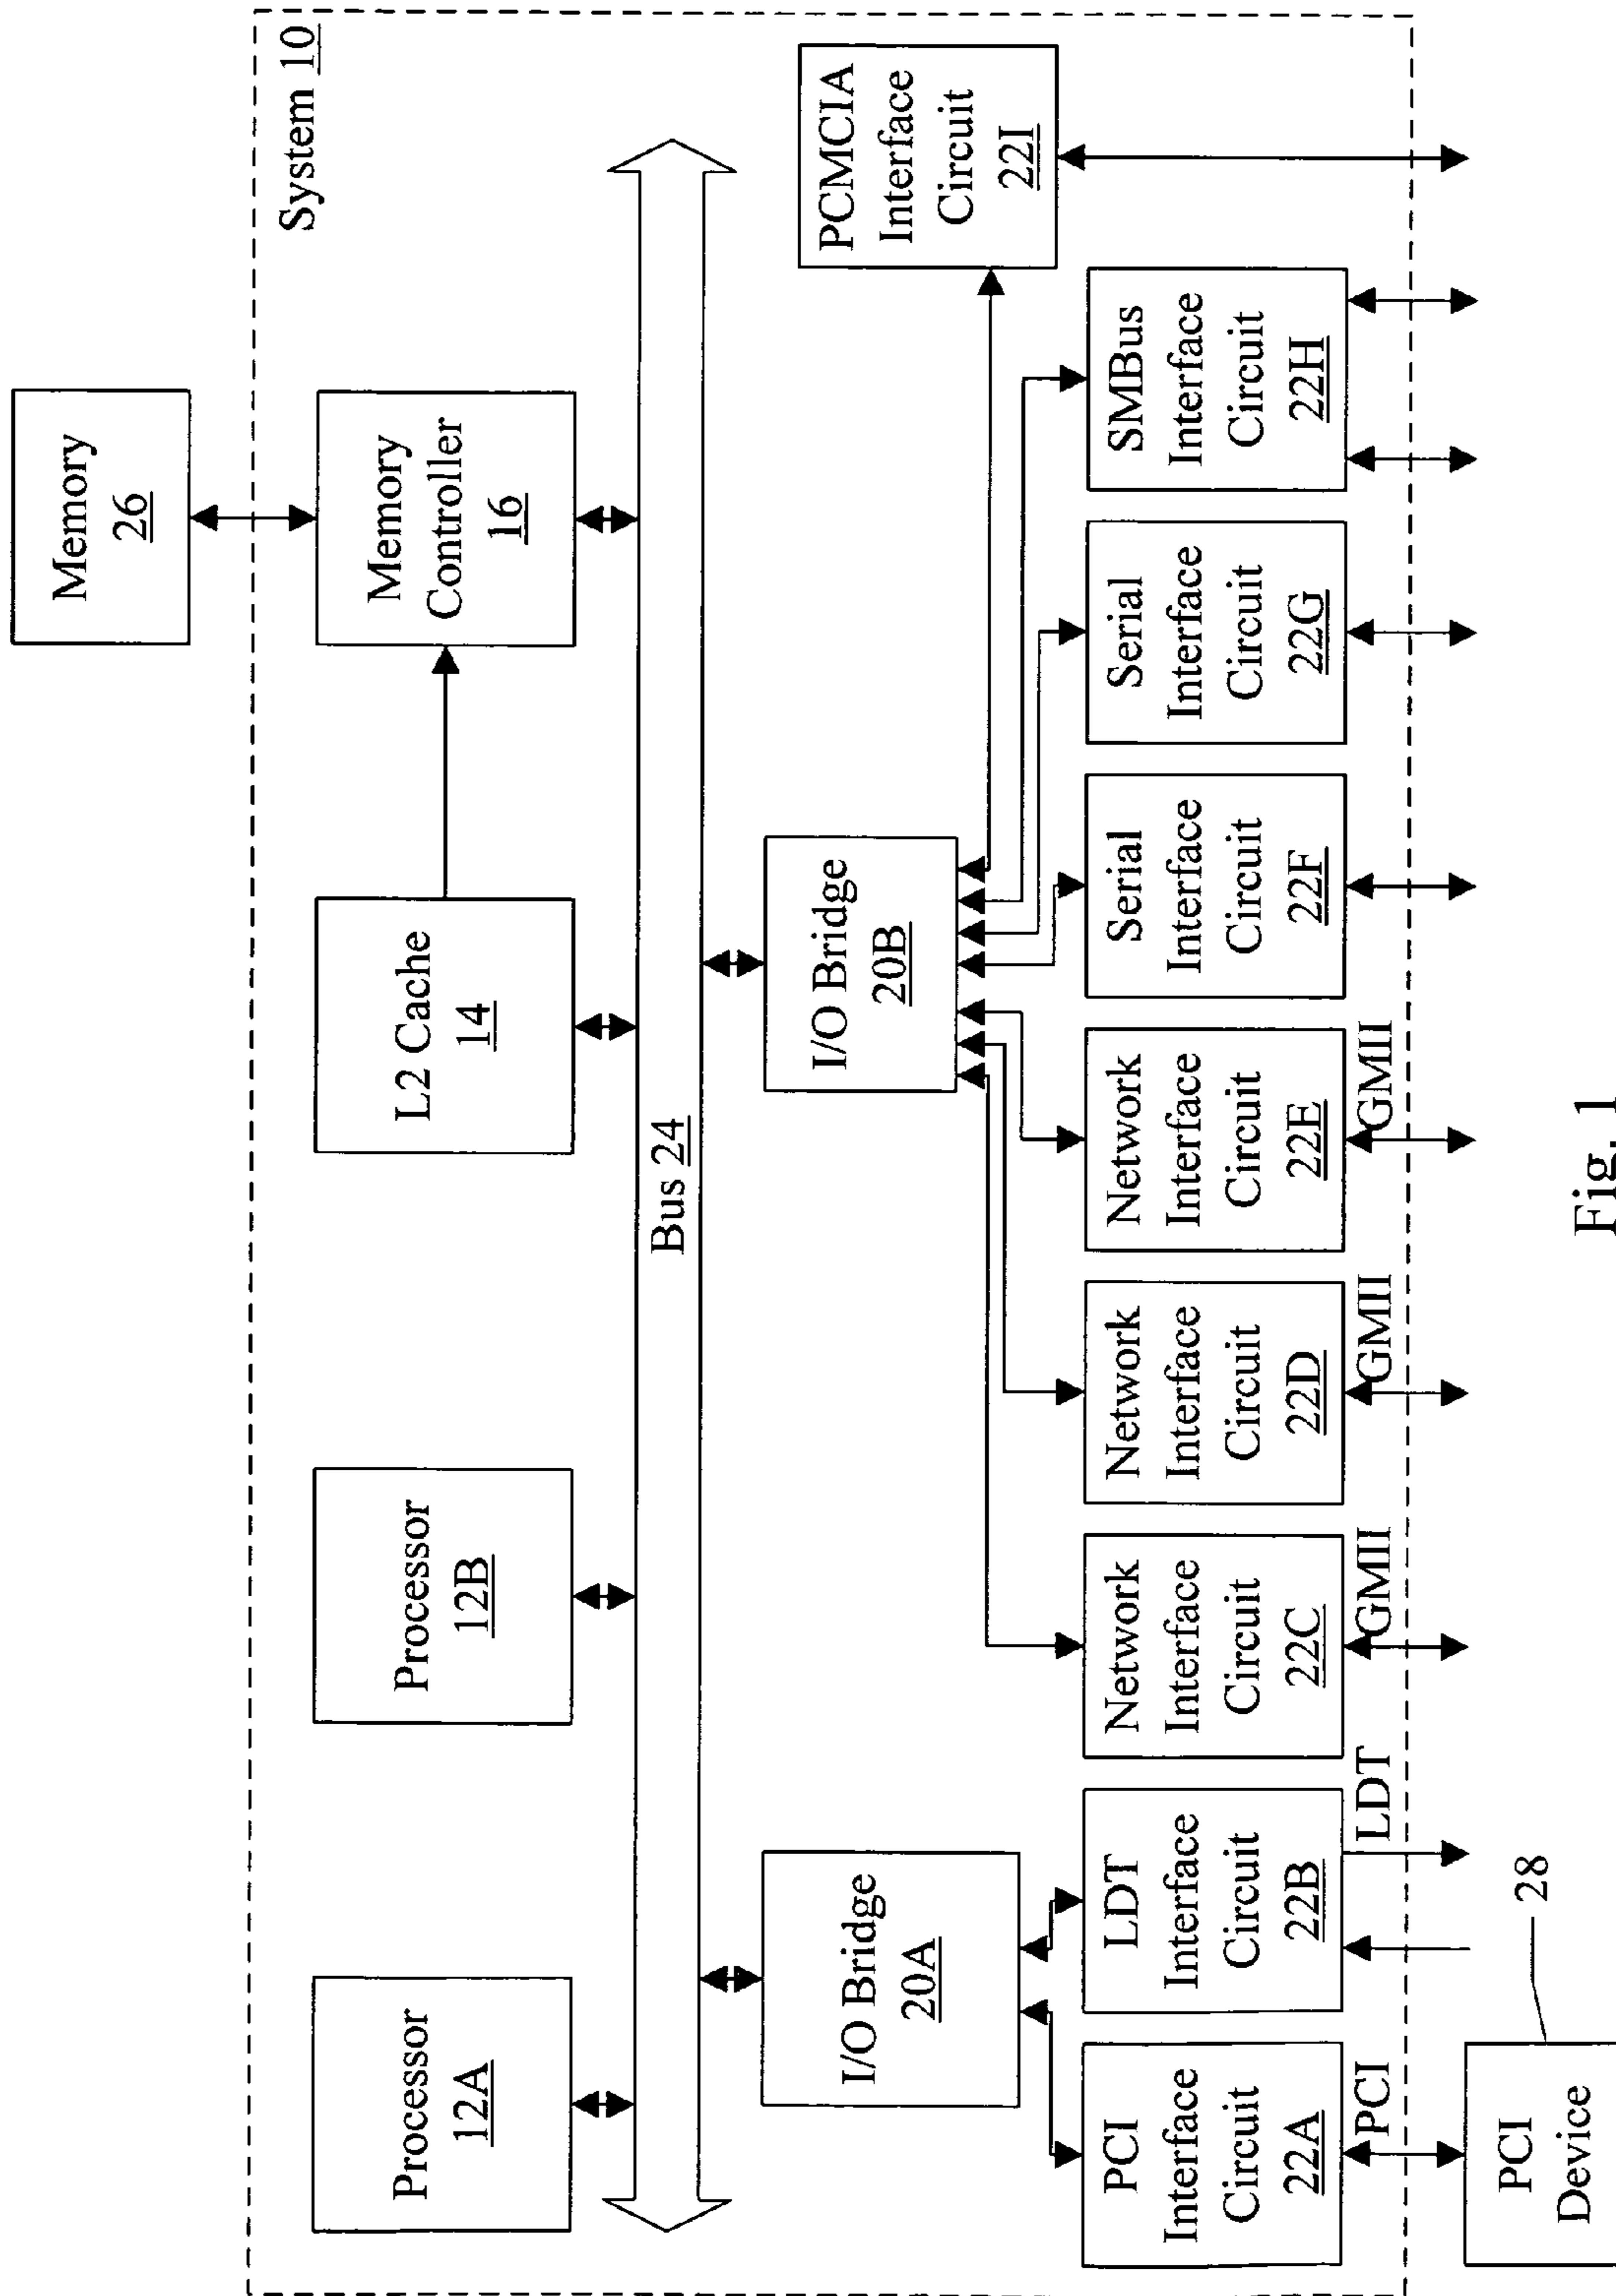 Memory
26
System 10
Processor
12A
Processor
12B
L2 Cache
14
Memory
Controller
16
Bus 24
I/O Bridge
20A
I/O Bridge
20B
PCMCIA
Interface
Circuit
22I
PCI
Interface
Circuit
22A
LDT
Interface
Circuit
22B
Network
Interface
Circuit
22C
Network
Interface
Circuit
22D
Network
Interface
Circuit
22E
Serial
Interface
Circuit
22F
Serial
Interface
Circuit
22G
SMBus
Interface
Circuit
22H
PCI
LDT
GMII
GMII
GMII
PCI
Device
28
Fig. 1